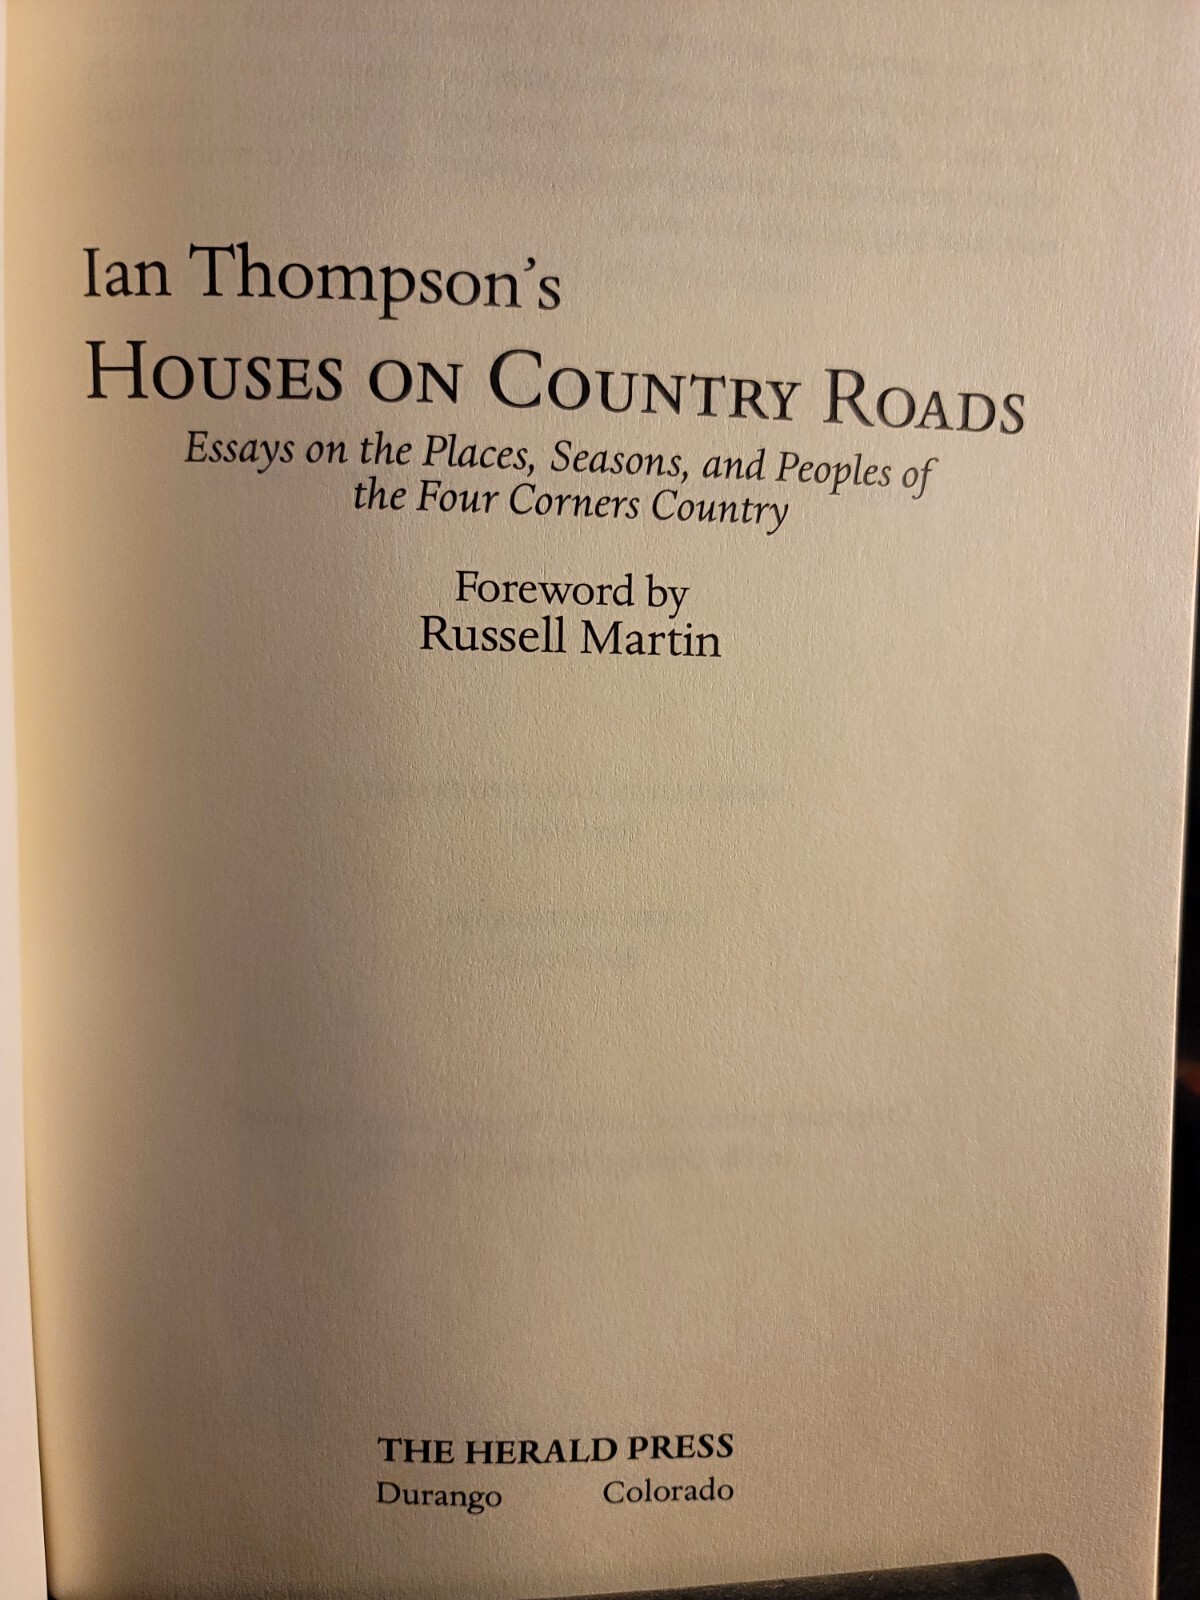 Ian Thompson's
HOUSES ON COUNTRY ROADS
Essays on the Places, Seasons, and Peoples of
the Four Corners Country
Foreword by
Russell Martin
THE HERALD PRESS
Durango Colorado